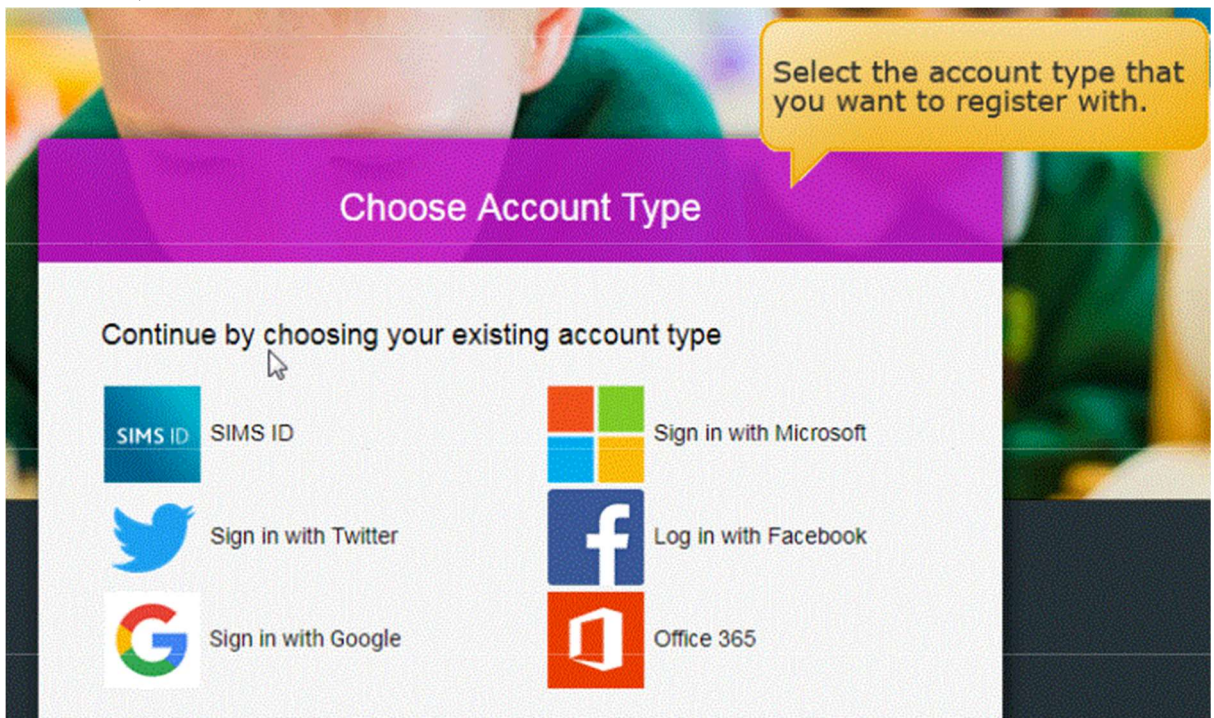 Select the account type that
you want to register with.
Choose Account Type
Continue by choosing your existing account type
SIMS ID SIMS ID
Sign in with Microsoft
Sign in with Twitter
Log in with Facebook
Sign in with Google
Office 365